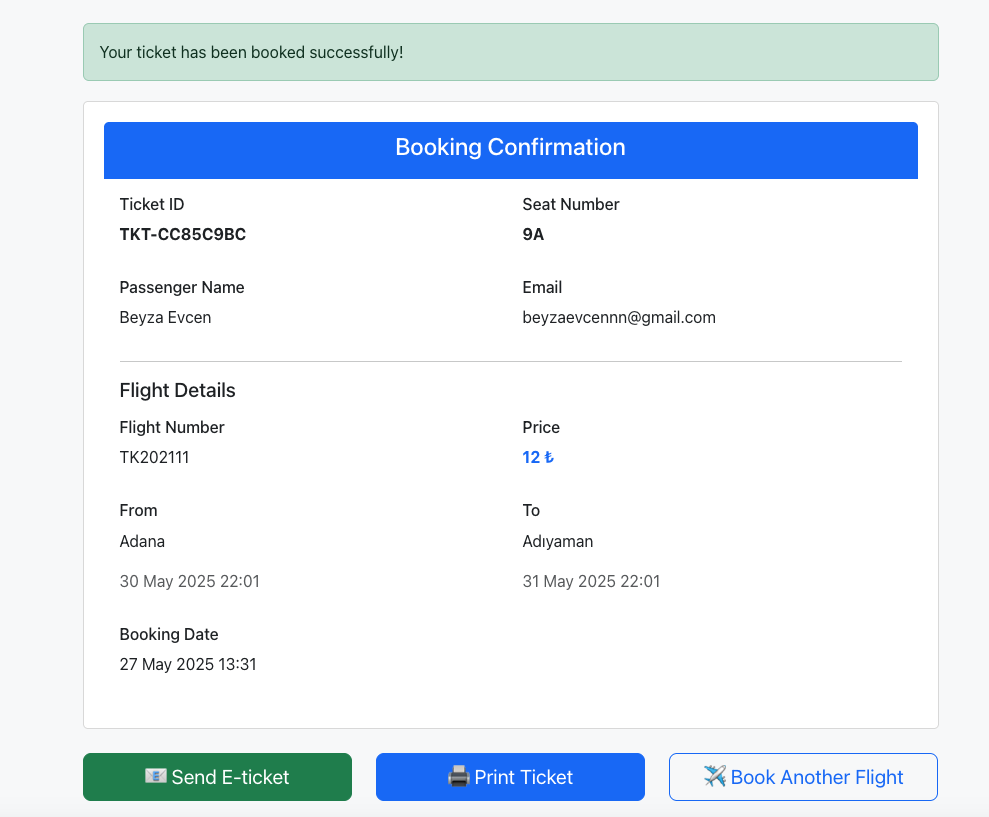 Your ticket has been booked successfully!
Booking Confirmation
Ticket ID
TKT-CC85C9BC
Seat Number
9A
Passenger Name
Beyza Evcen
Email
beyzaevcennn@gmail.com
Flight Details
Flight Number
TK202111
Price
12 ₺
From
Adana
30 May 2025 22:01
To
Adıyaman
31 May 2025 22:01
Booking Date
27 May 2025 13:31
Send E-ticket
Print Ticket
Book Another Flight